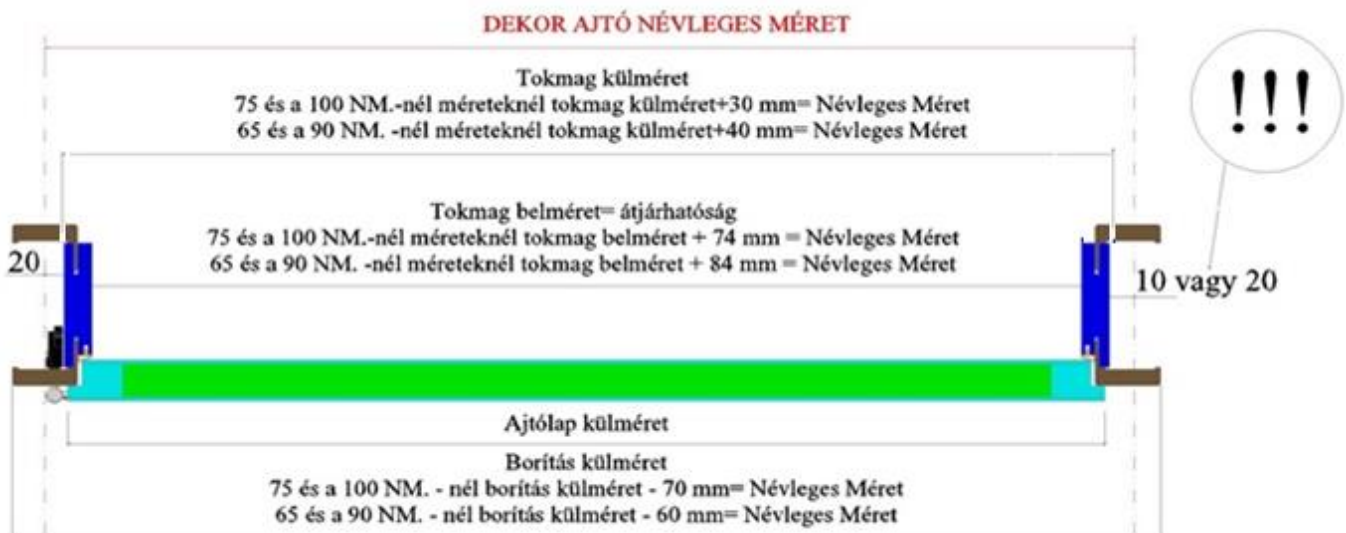 DEKOR AJTÓ NÉVLEGES MÉRET
Tokmag külméret
75 és a 100 NM.-nél méreteknél tokmag külméret+30 mm= Névleges Méret
65 és a 90 NM. -nél méreteknél tokmag külméret+40 mm= Névleges Méret
!!!
Tokmag belméret= átjárhatóság
75 és a 100 NM.-nél méreteknél tokmag belméret + 74 mm = Névleges Méret
65 és a 90 NM. -nél méreteknél tokmag belméret + 84 mm = Névleges Méret
20
10 vagy 20
Ajtólap külméret
Borítás külméret
75 és a 100 NM. - nél borítás külméret - 70 mm= Névleges Méret
65 és a 90 NM. - nél borítás külméret - 60 mm= Névleges Méret